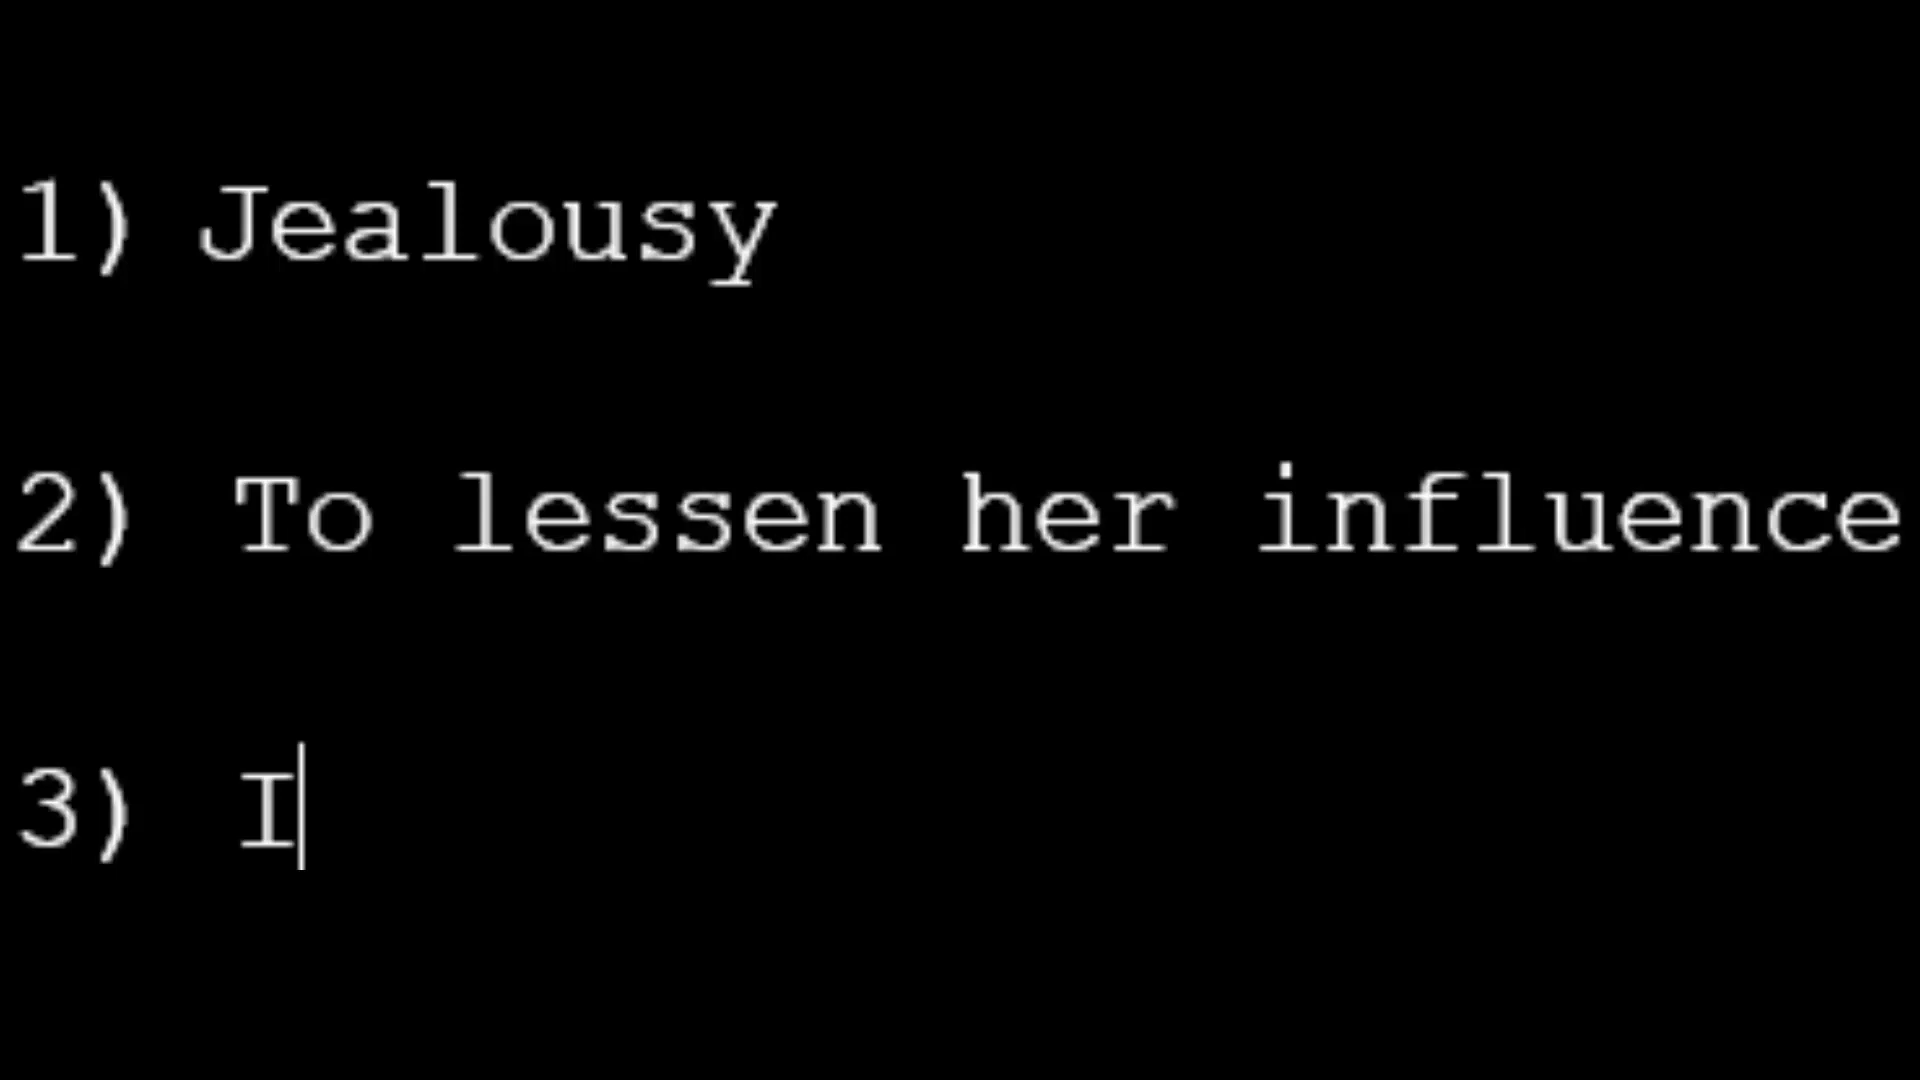 1) Jealousy
2) To lessen her influence
3) I